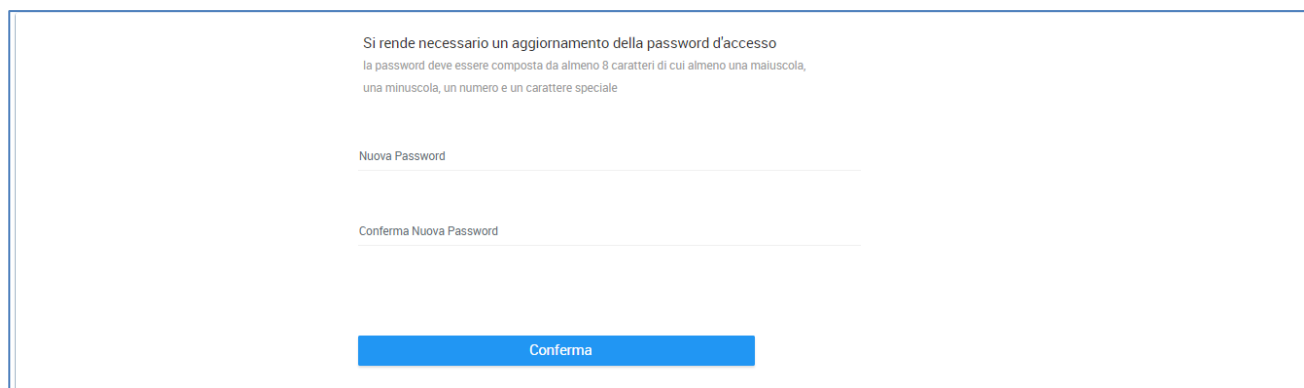 Si rende necessario un aggiornamento della password d'accesso
la password deve essere composta da almeno 8 caratteri di cui almeno una maiuscola,
una minuscola, un numero e un carattere speciale
Nuova Password
Conferma Nuova Password
Conferma